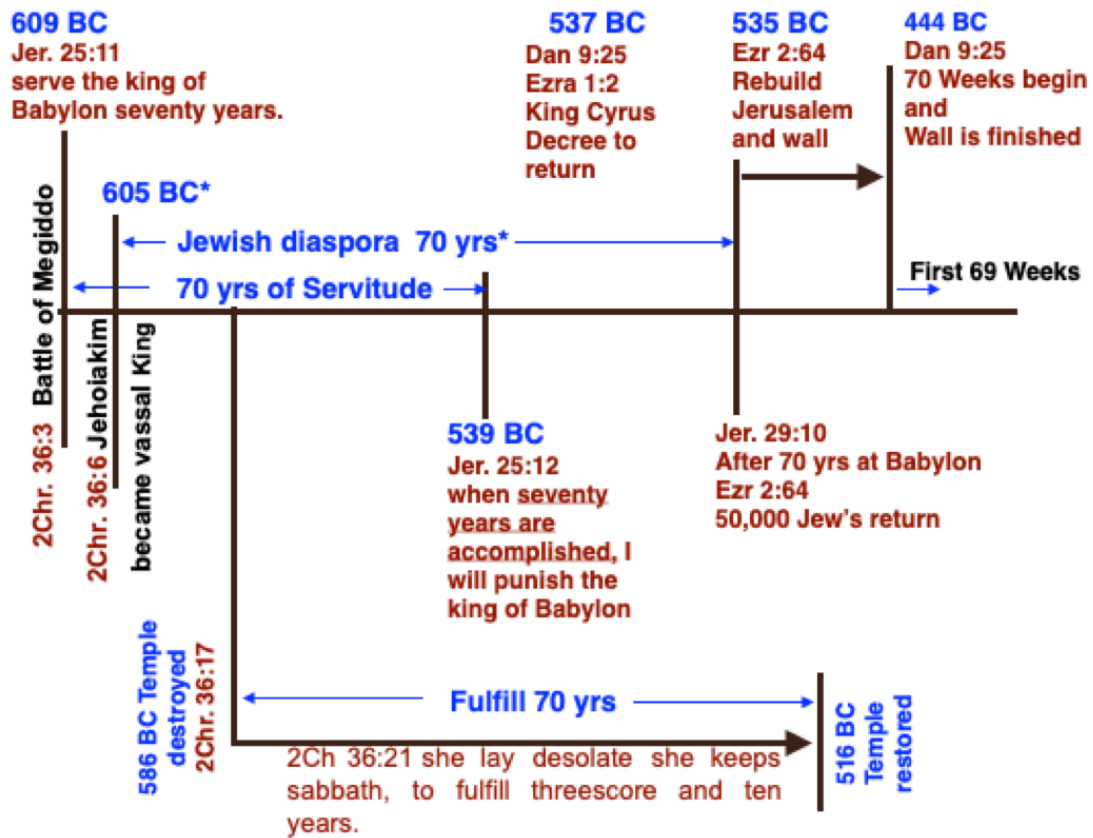 609 BC
Jer. 25:11
serve the king of
Babylon seventy years.
537 BC
Dan 9:25
Ezra 1:2
King Cyrus
Decree to
return
535 BC
Ezr 2:64
Rebuild
Jerusalem
and wall
444 BC
Dan 9:25
70 Weeks begin
and
Wall is finished
605 BC*
Jewish diaspora 70 yrs*
70 yrs of Servitude
First 69 Weeks
2Chr. 36:3 Battle of Megiddo
2Chr. 36:6 Jehoiakim
became vassal King
539 BC
Jer. 25:12
when seventy
years are
accomplished, I
will punish the
king of Babylon
Jer. 29:10
After 70 yrs at Babylon
Ezr 2:64
50,000 Jew's return
586 BC Temple
destroyed
2Chr. 36:17
Fulfill 70 yrs
2Ch 36:21 she lay desolate she keeps
sabbath, to fulfill threescore and ten
years.
516 BC
Temple
restored